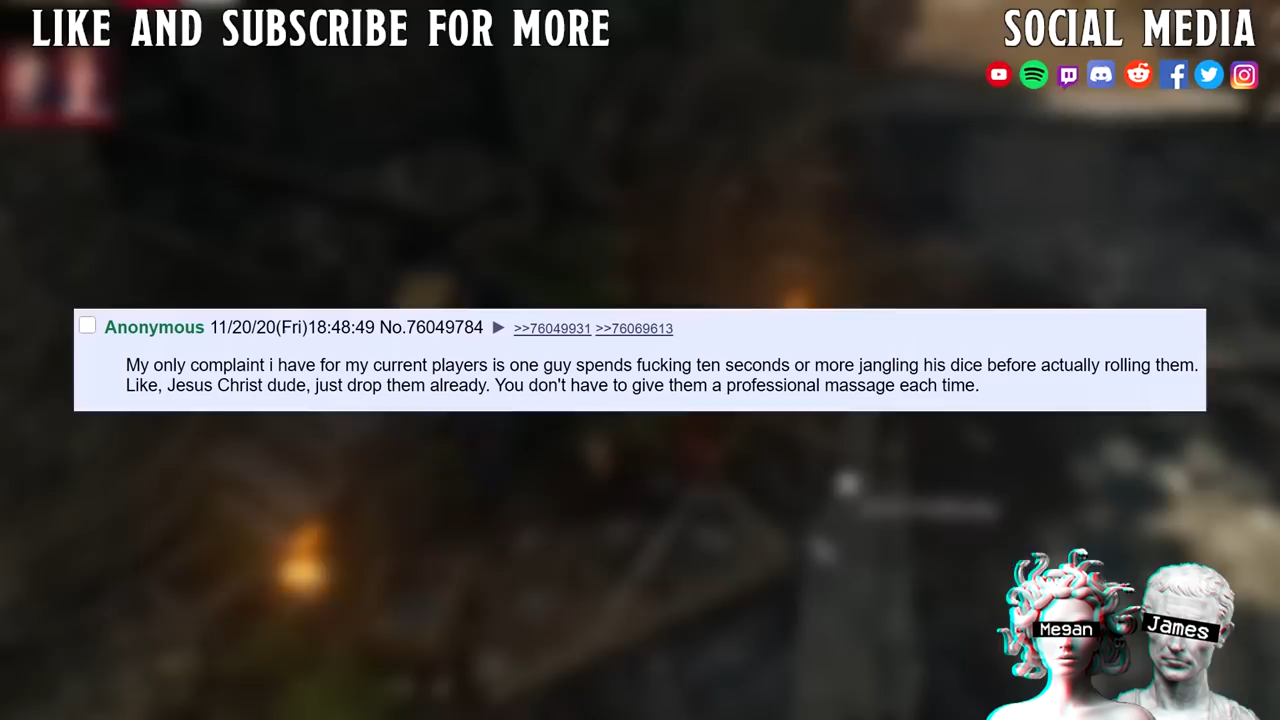 LIKE AND SUBSCRIBE FOR MORE
SOCIAL MEDIA
Anonymous 11/20/20(Fri)18:48:49 No.76049784 ▶ >>76049931 >>76069613
My only complaint i have for my current players is one guy spends fucking ten seconds or more jangling his dice before actually rolling them.
Like, Jesus Christ dude, just drop them already. You don't have to give them a professional massage each time.
Megan
James